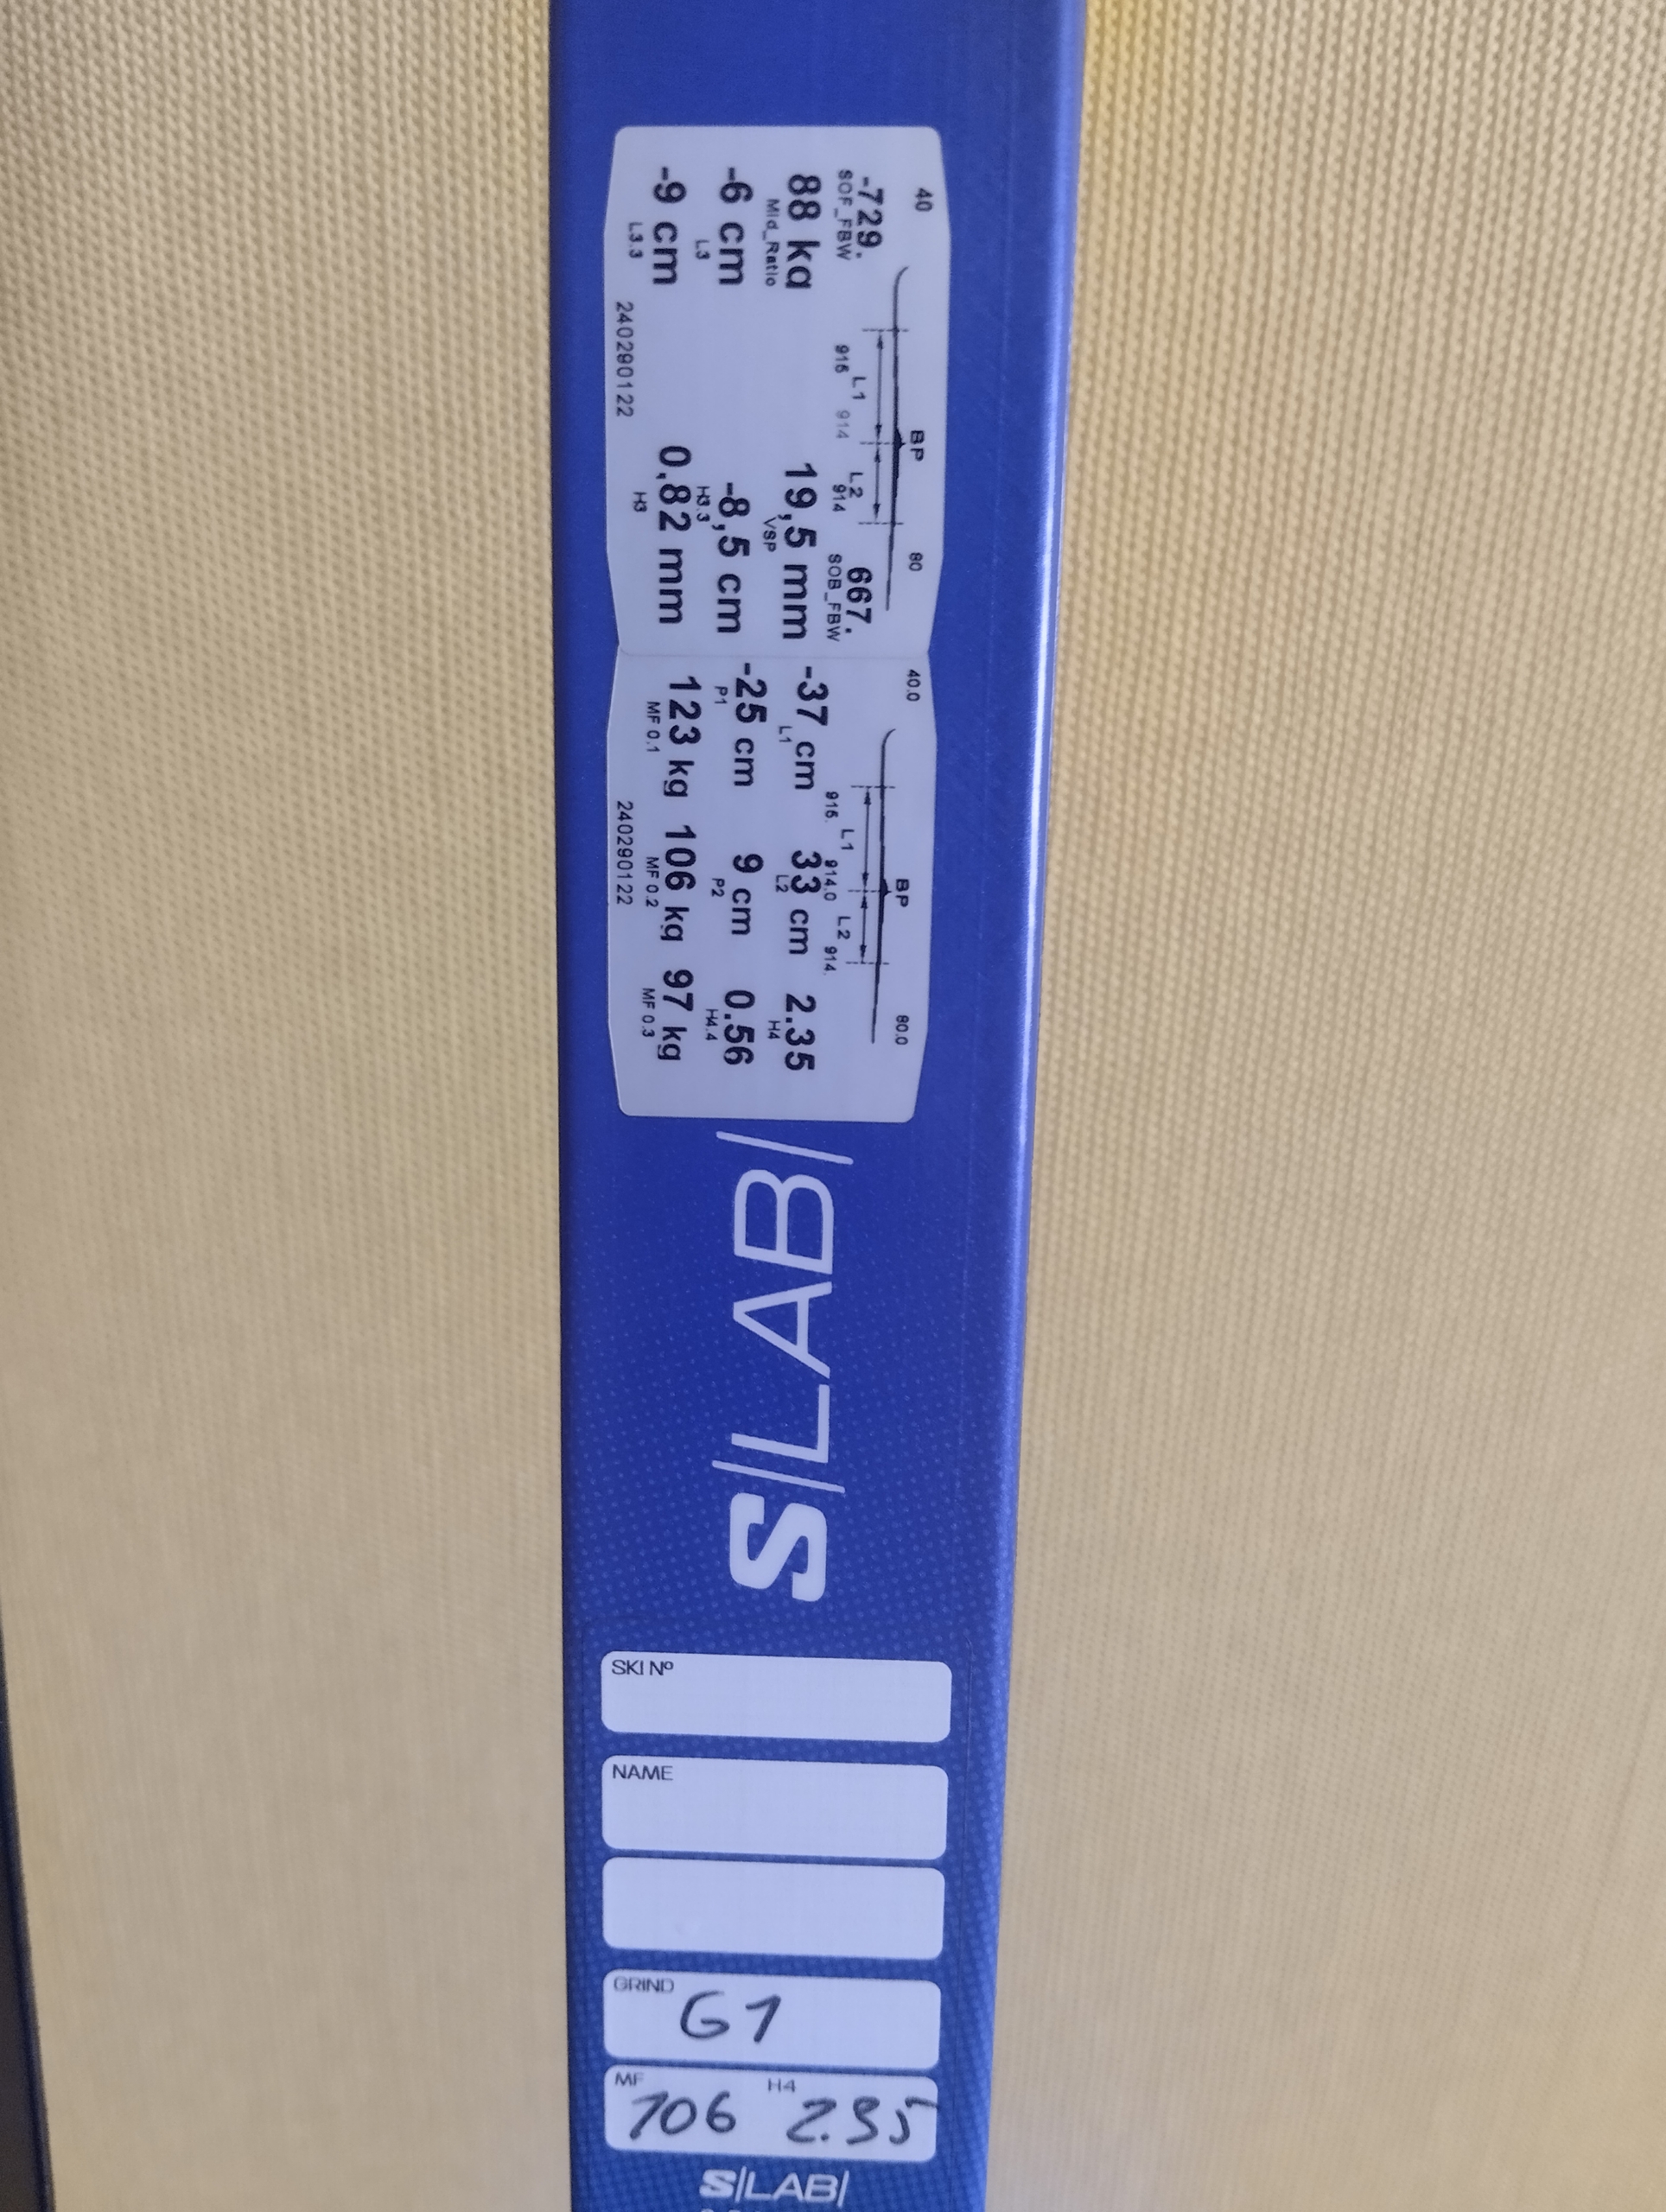 40 BP 80
-729. L1 L2 667.
SOF_FBW 915 914 914 SOB_FBW
88 kg 19,5 mm
Mid_Ratio VSP
-6 cm -8,5 cm
L3 H3.3
-9 cm 0,82 mm
L3.3 H3
240290122
40.0 BP 80.0
L1 L2
915. 914.0 914.
-37 cm 33 cm 2.35
L1 L2 H4
-25 cm 9 cm 0.56
P1 P2 H4.4
123 kg 106 kg 97 kg
MF 0.1 MF 0.2 MF 0.3
240290122
S/LAB/
SKI Nº
NAME
GRIND G1
MF 106 H4 2.35
S/LAB/